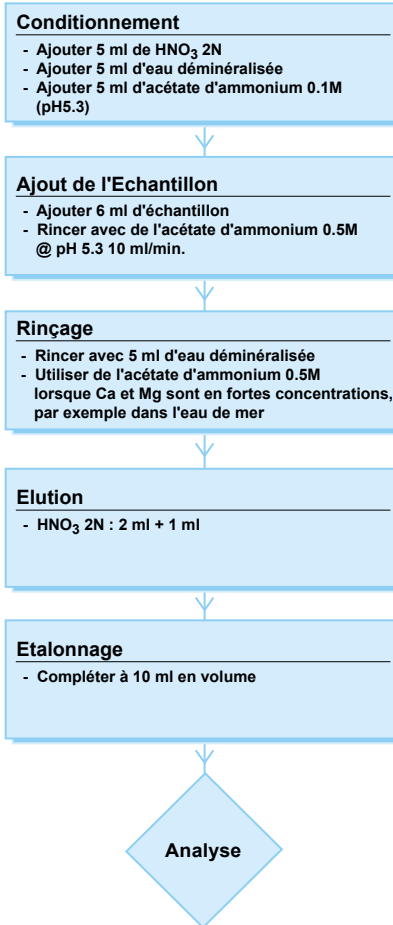 Conditionnement
- Ajouter 5 ml de HNO3 2N
- Ajouter 5 ml d'eau déminéralisée
- Ajouter 5 ml d'acétate d'ammonium 0.1M
(pH5.3)
Ajout de l'Echantillon
- Ajouter 6 ml d'échantillon
- Rincer avec de l'acétate d'ammonium 0.5M
@ pH 5.3 10 ml/min.
Rinçage
- Rincer avec 5 ml d'eau déminéralisée
- Utiliser de l'acétate d'ammonium 0.5M
lorsque Ca et Mg sont en fortes concentrations,
par exemple dans l'eau de mer
Elution
- HNO3 2N : 2 ml + 1 ml
Etalonnage
- Compléter à 10 ml en volume
Analyse